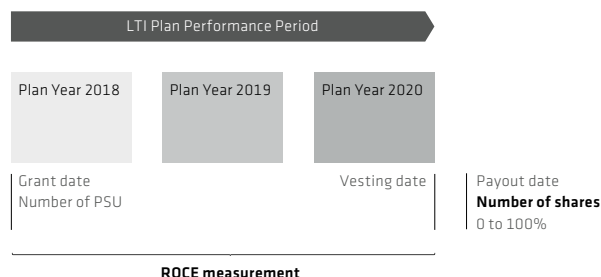 LTI Plan Performance Period
Plan Year 2018
Plan Year 2019
Plan Year 2020
Grant date
Number of PSU
Vesting date
Payout date
Number of shares
0 to 100%
ROCE measurement